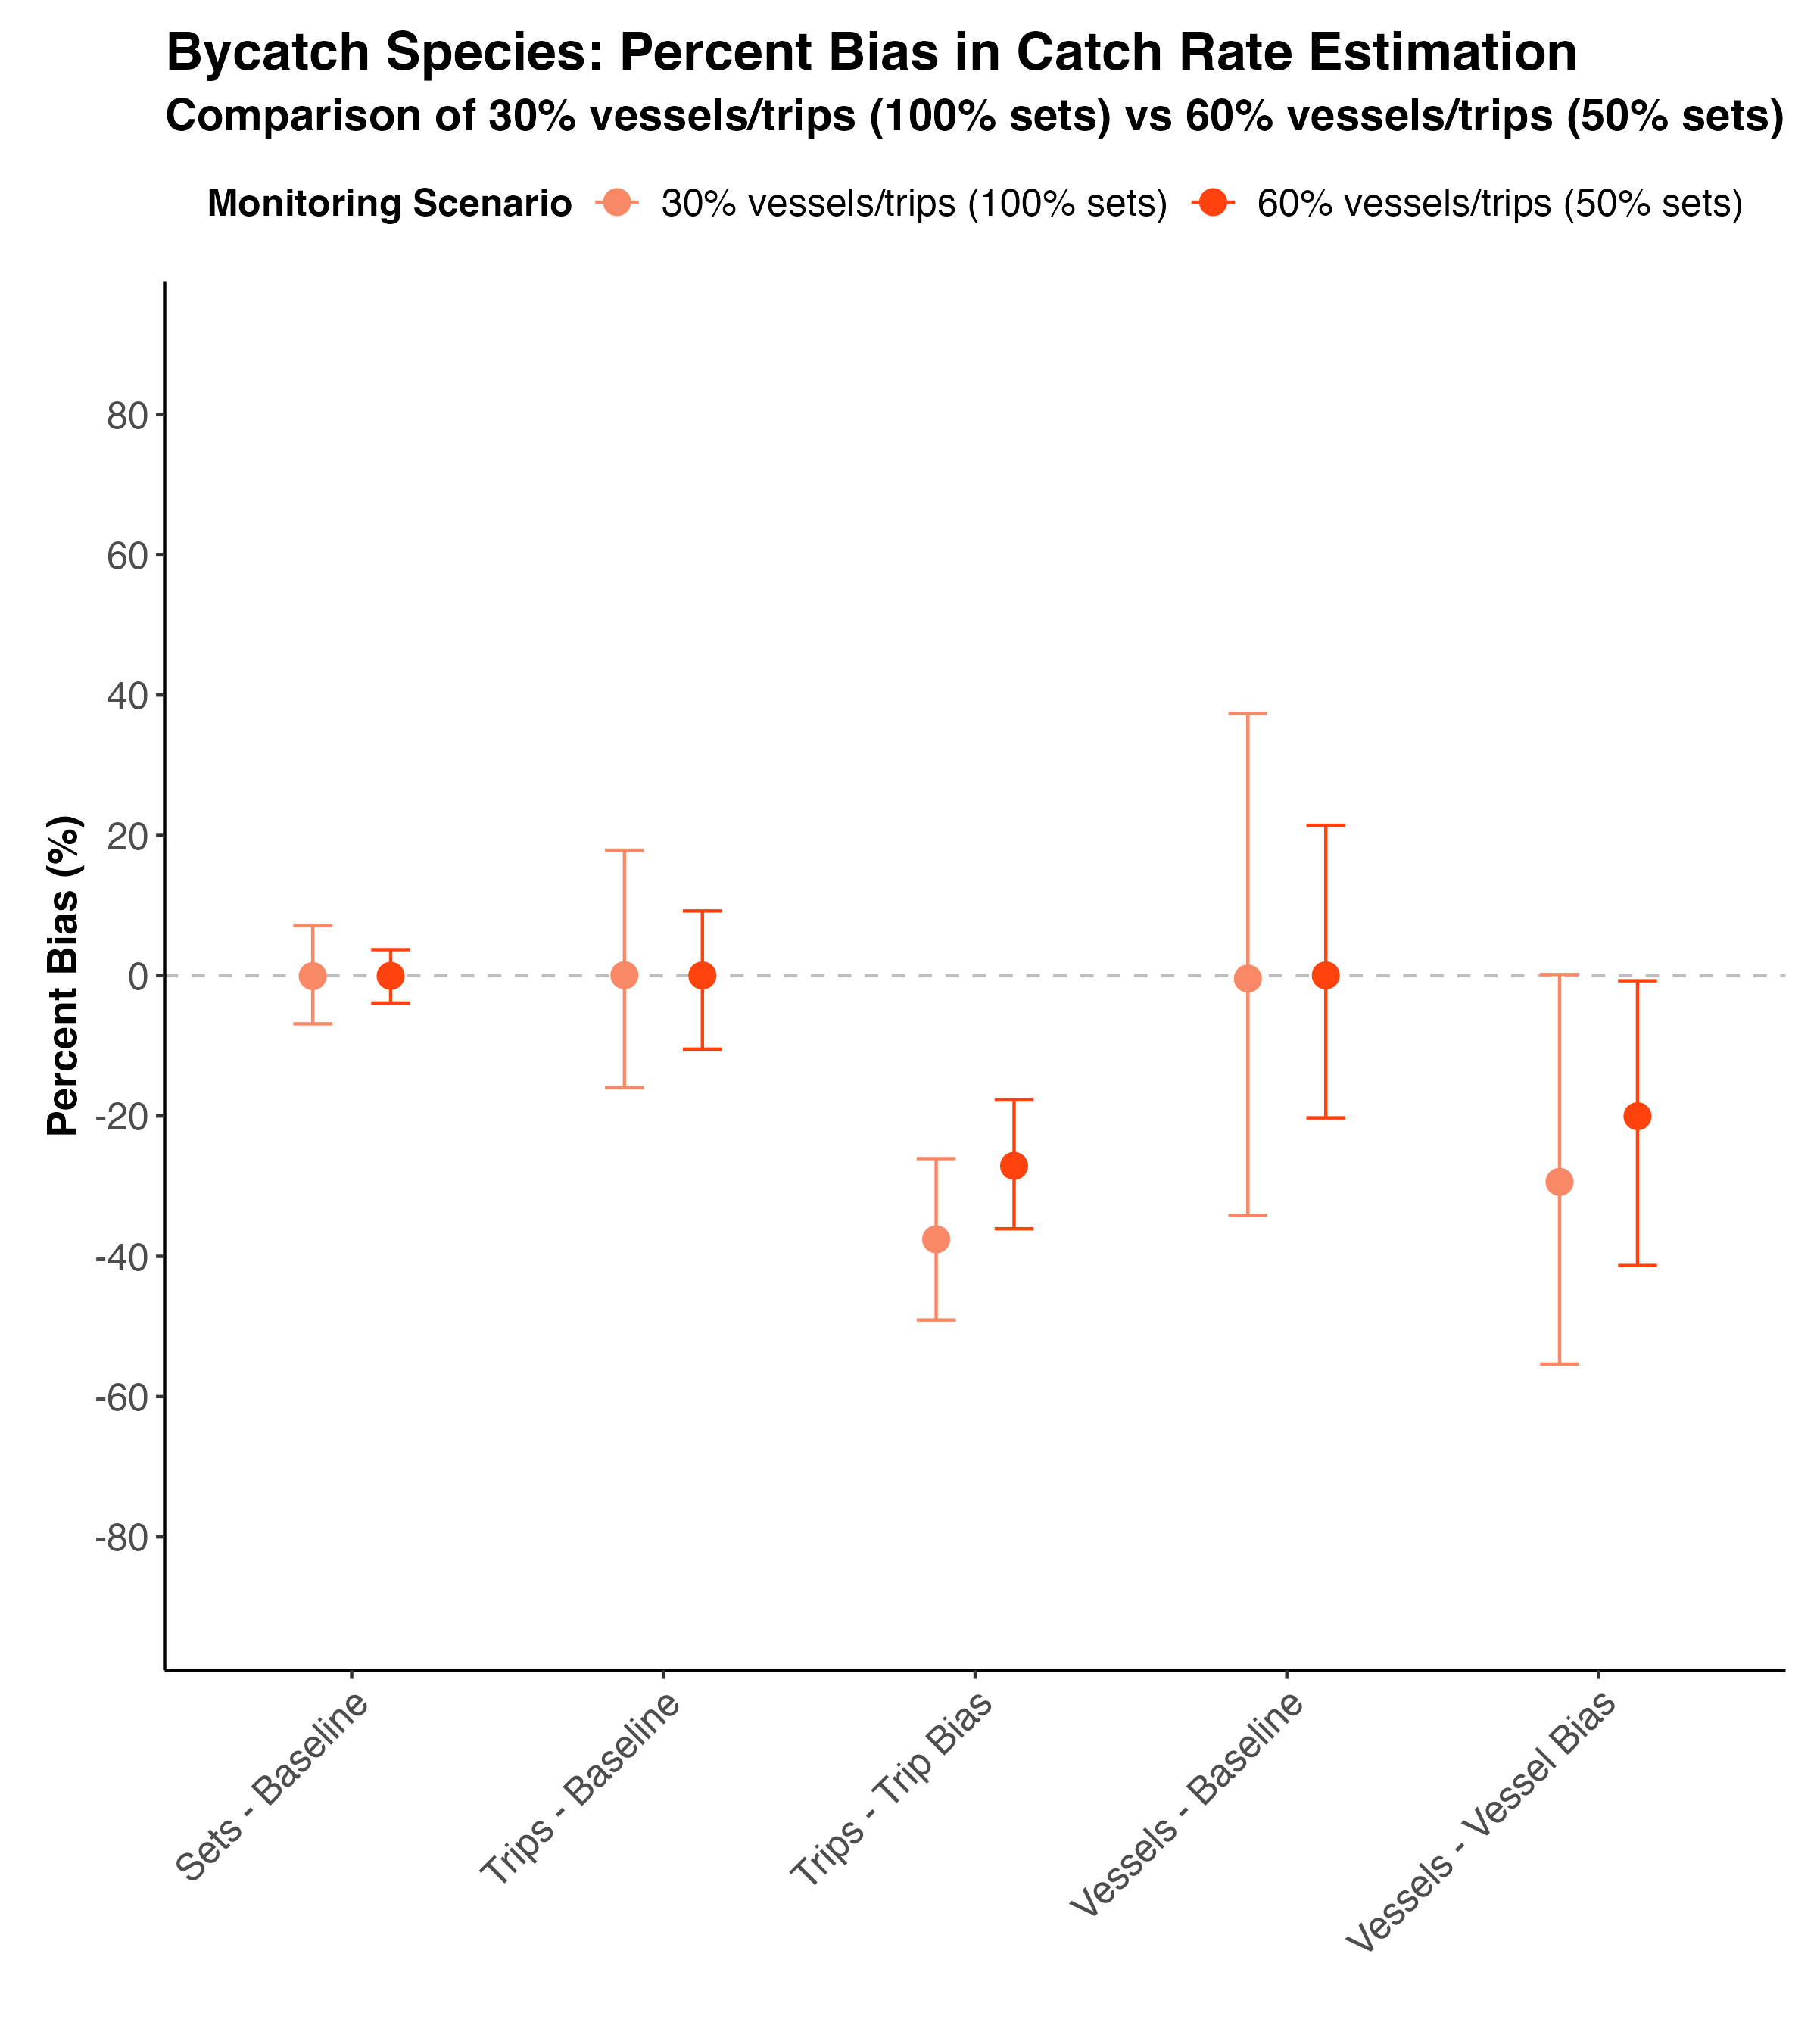 Bycatch Species: Percent Bias in Catch Rate Estimation
Comparison of 30% vessels/trips (100% sets) vs 60% vessels/trips (50% sets)
Monitoring Scenario 30% vessels/trips (100% sets) 60% vessels/trips (50% sets)
Percent Bias (%)
80
60
40
20
0
-20
-40
-60
-80
Sets - Baseline
Trips - Baseline
Trips - Trip Bias
Vessels - Baseline
Vessels - Vessel Bias